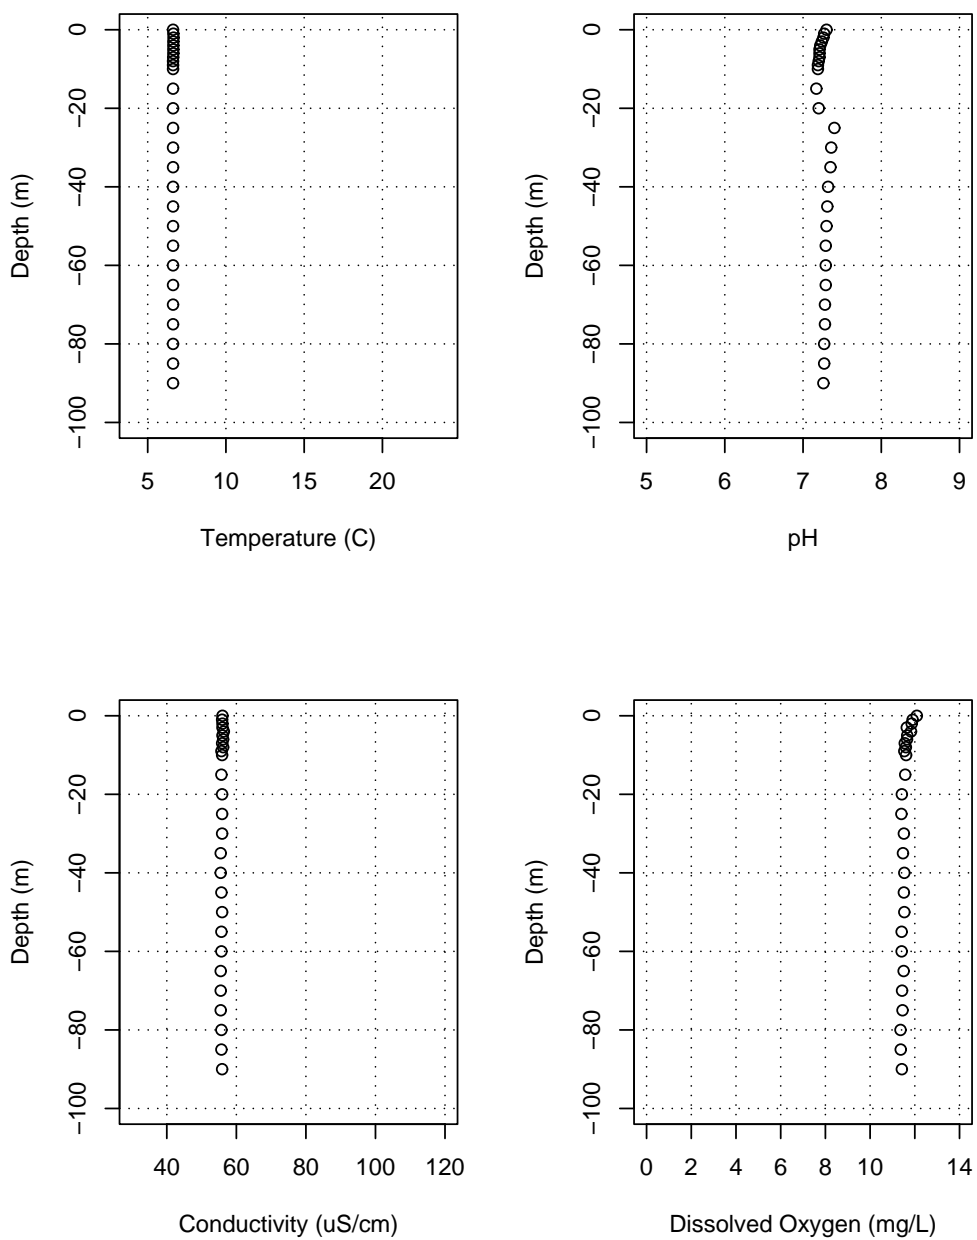 0
−20
−40
−60
−80
−100
Depth (m)
5 10 15 20
Temperature (C)
0
−20
−40
−60
−80
−100
Depth (m)
5 6 7 8 9
pH
0
−20
−40
−60
−80
−100
Depth (m)
40 60 80 100 120
Conductivity (uS/cm)
0
−20
−40
−60
−80
−100
Depth (m)
0 2 4 6 8 10 14
Dissolved Oxygen (mg/L)